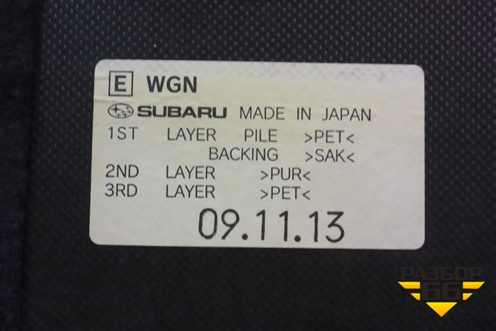 E WGN
SUBARU MADE IN JAPAN
1ST LAYER PILE >PET<
BACKING >SAK<
2ND LAYER >PUR<
3RD LAYER >PET<
09.11.13
РАЗБОР
66